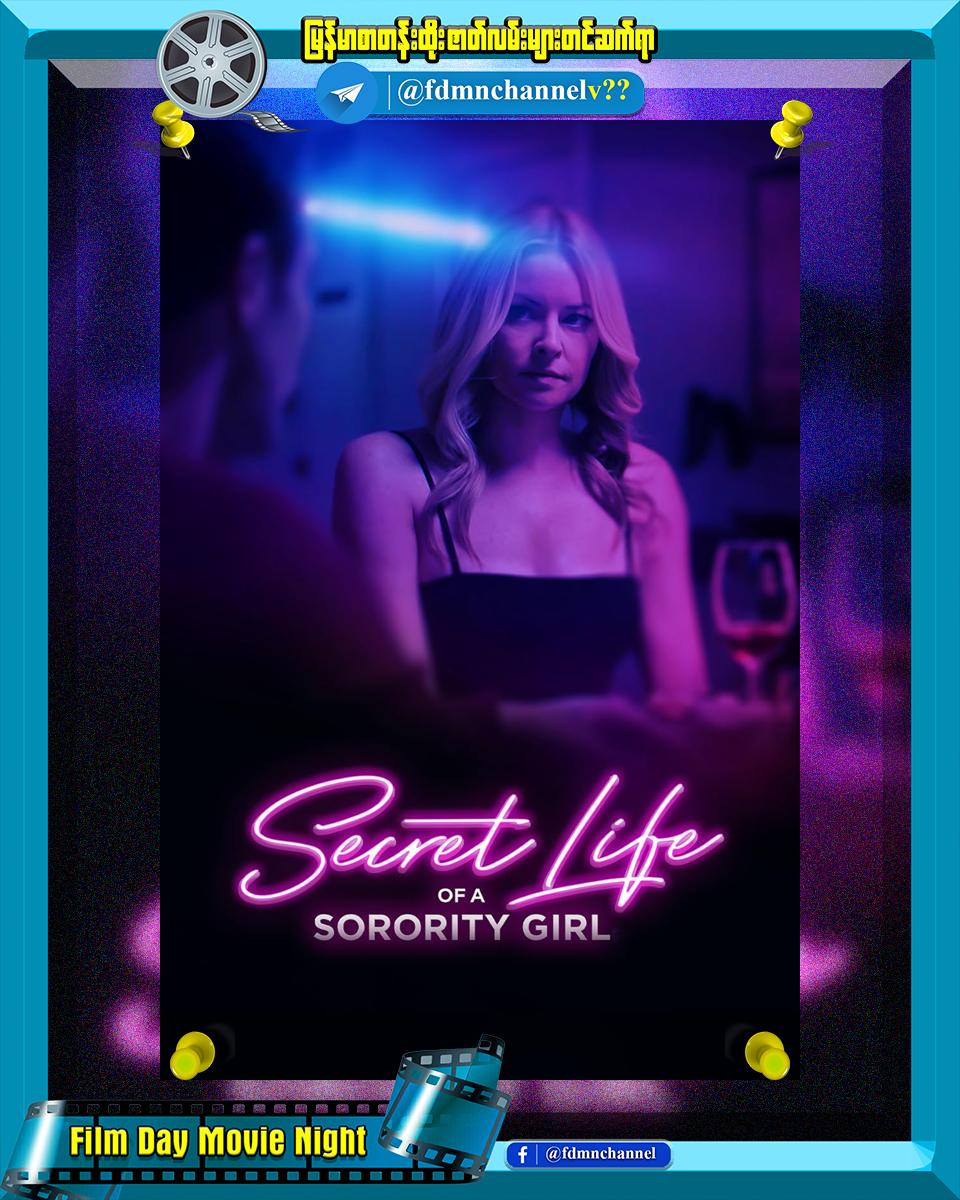 မြန်မာစာတန်းထိုးဇာတ်လမ်းများတင်ဆက်ရာ
@fdmnchannelv??
Secret Life
OF A
SORORITY GIRL
Film Day Movie Night
@fdmnchannel